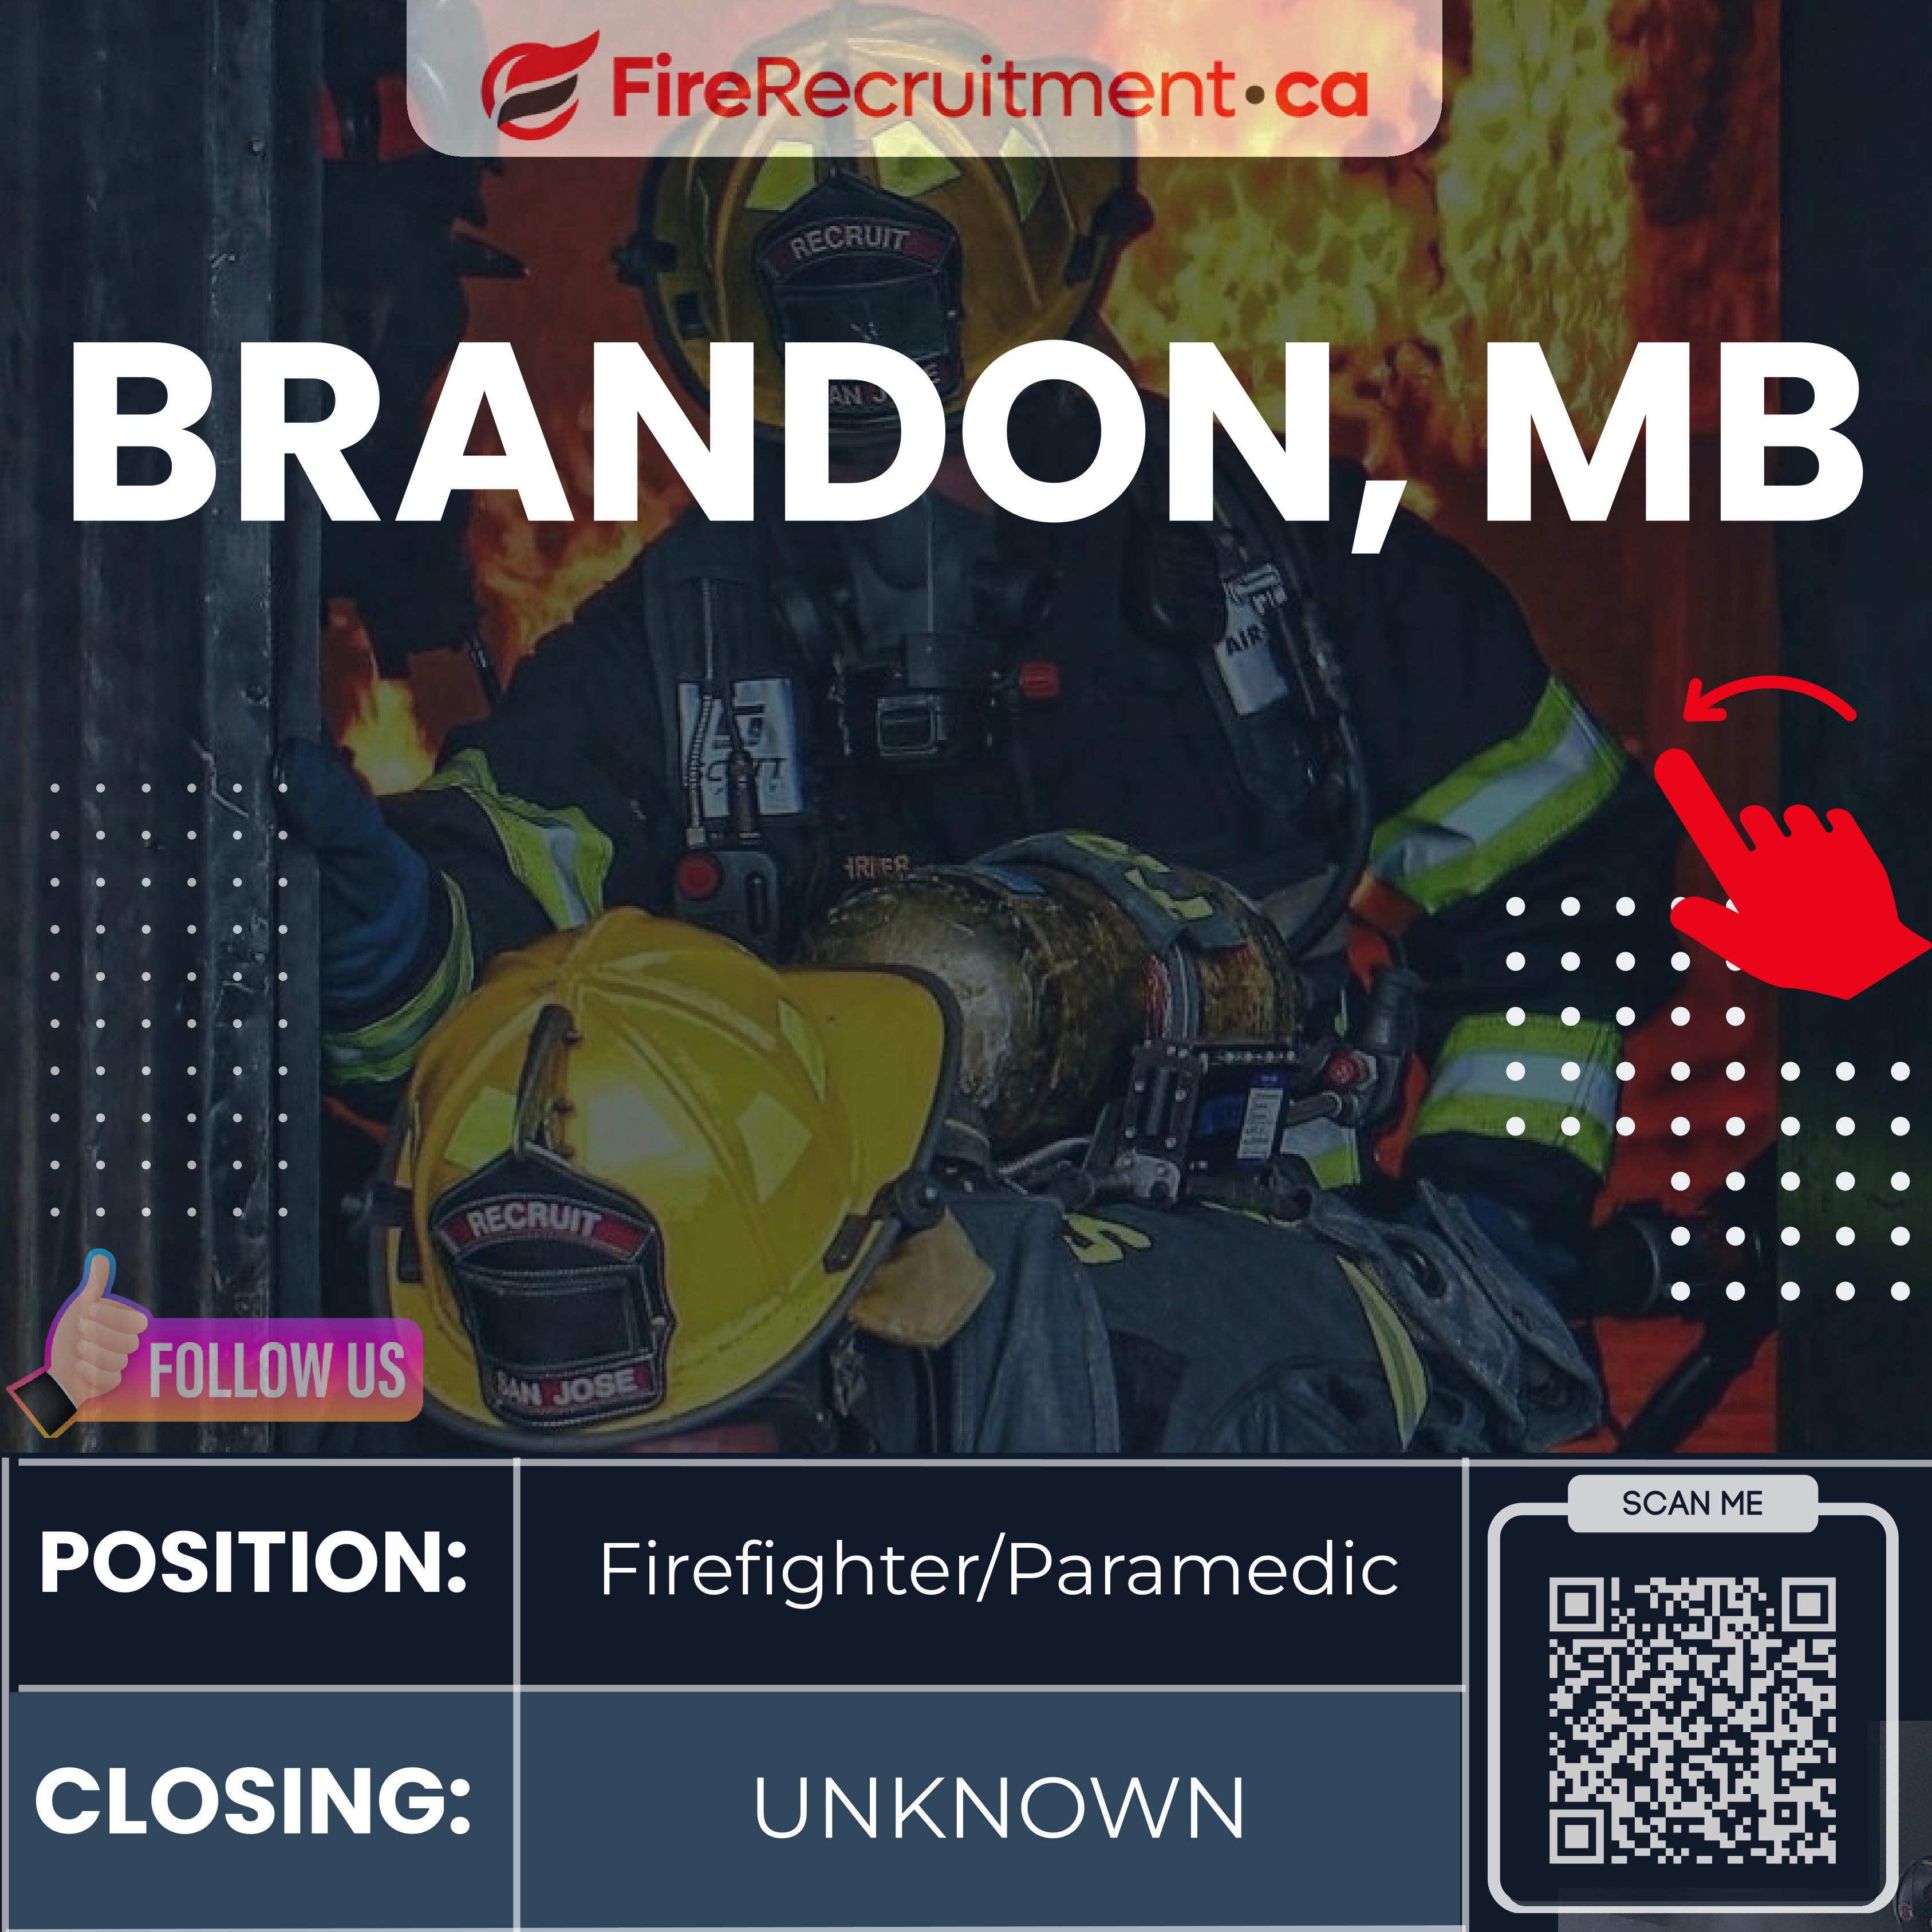 FireRecruitment.ca
RECRUIT
BRANDON, MB
AIR
RECRUIT
SAN JOSE
FOLLOW US
SCAN ME
POSITION:
Firefighter/Paramedic
CLOSING:
UNKNOWN